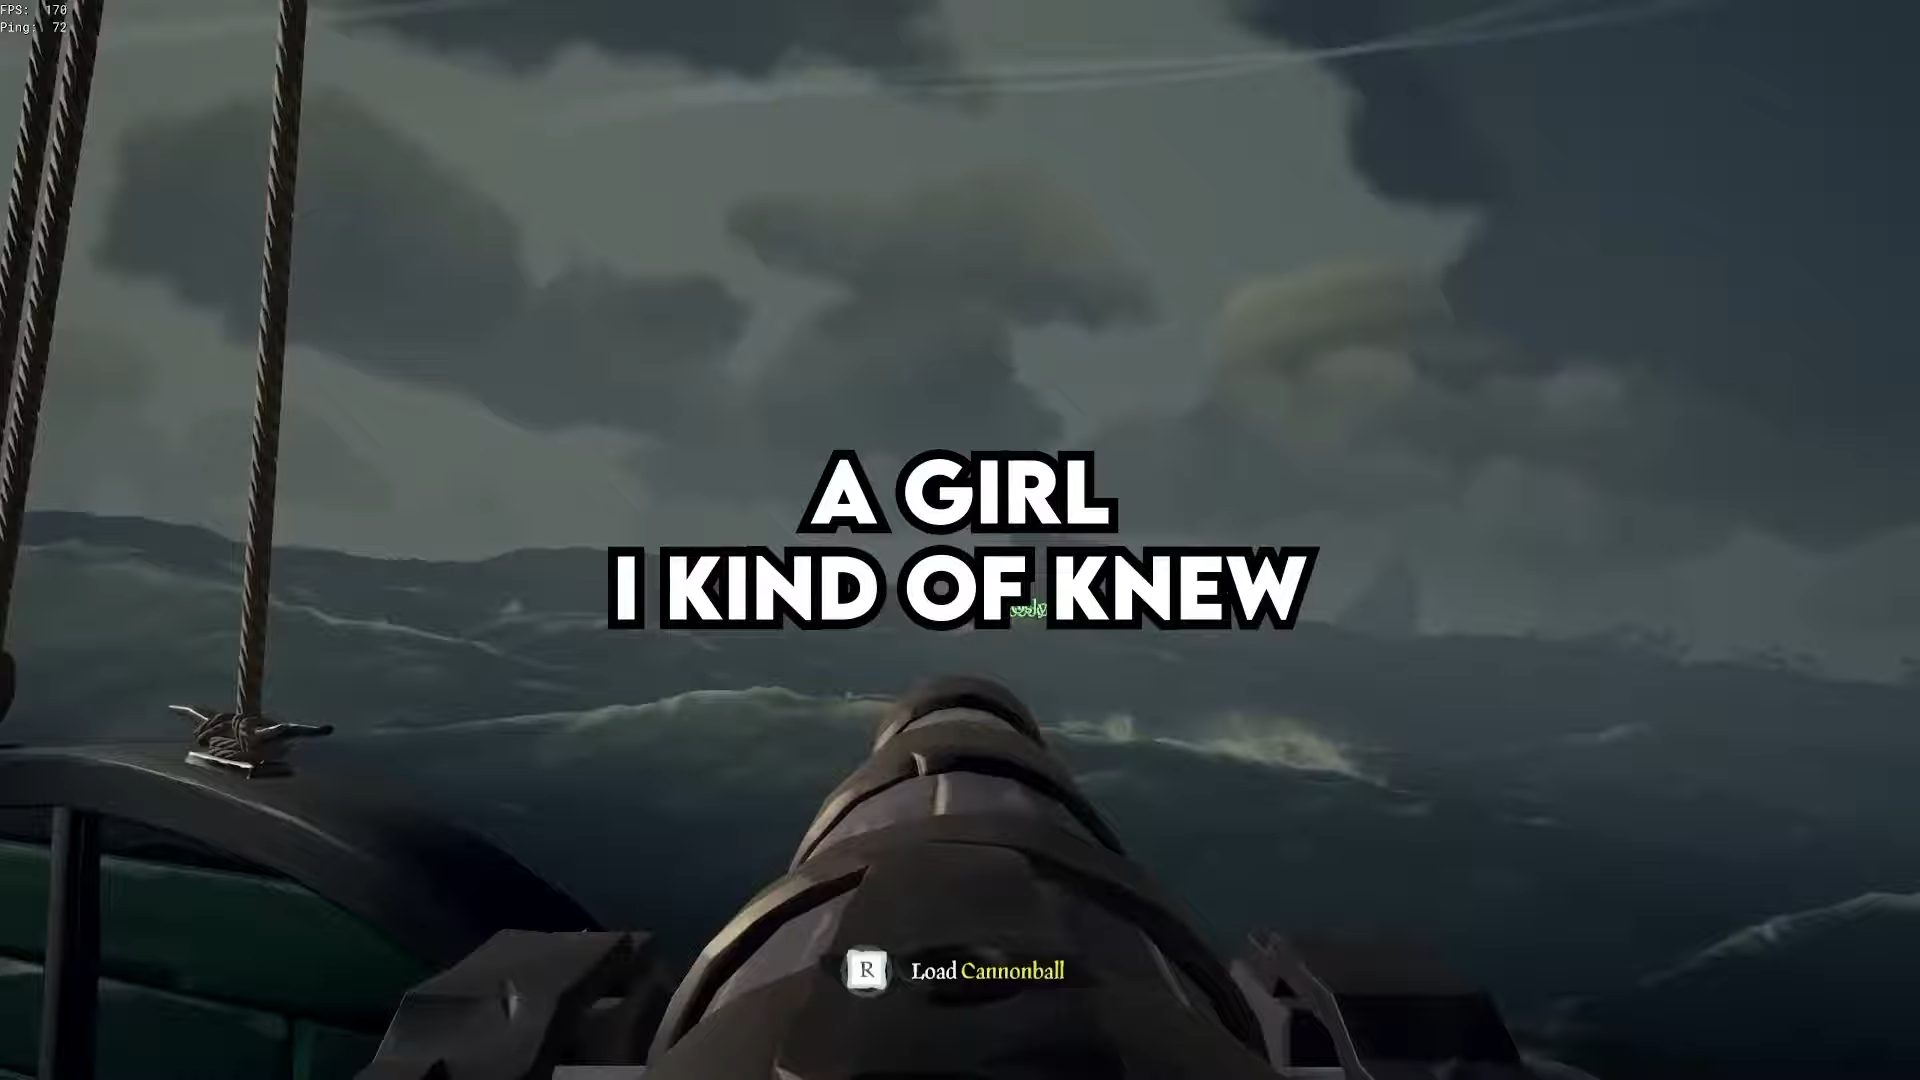 FPS: 170
Ping: 72
A GIRL
I KIND OF KNEW
R Load Cannonball